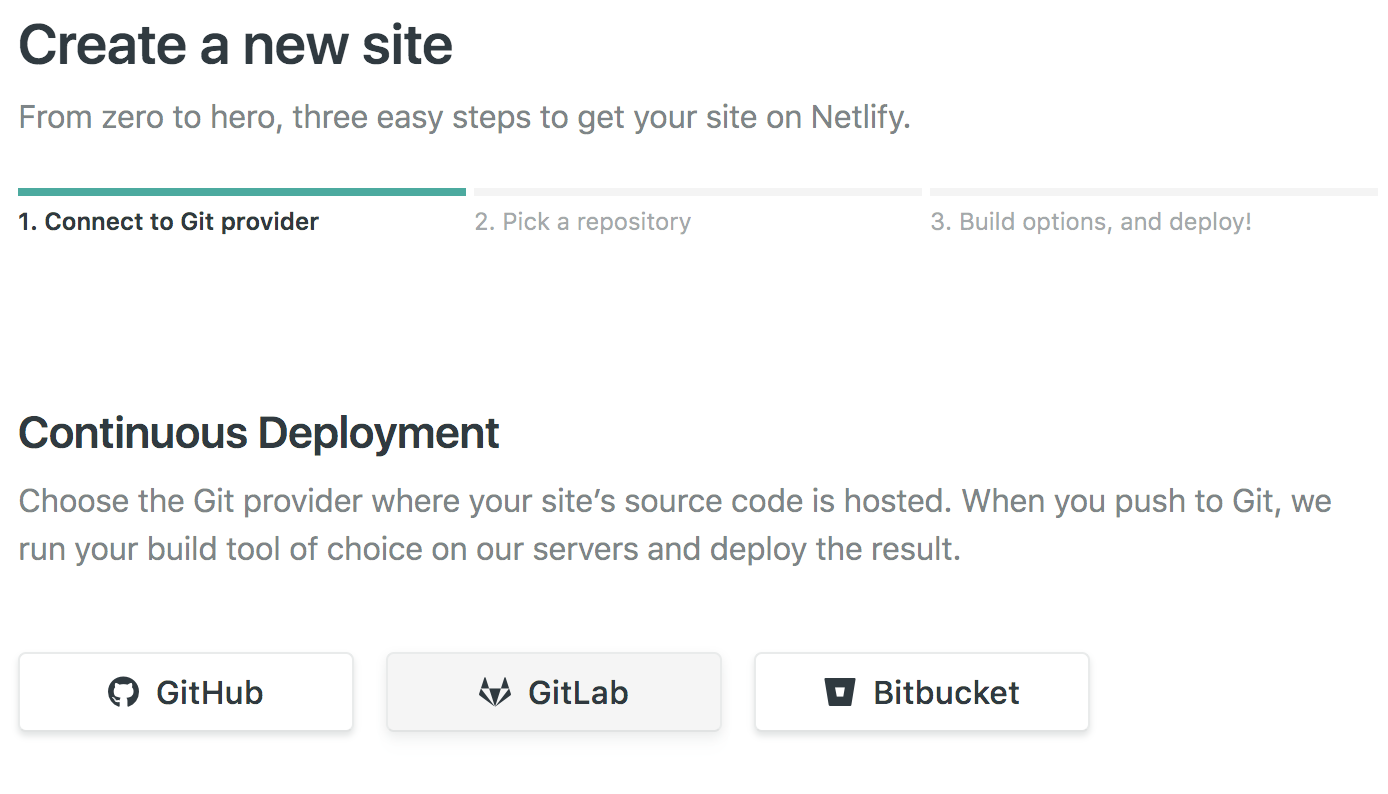 Create a new site
From zero to hero, three easy steps to get your site on Netlify.
1. Connect to Git provider
2. Pick a repository
3. Build options, and deploy!
Continuous Deployment
Choose the Git provider where your site’s source code is hosted. When you push to Git, we
run your build tool of choice on our servers and deploy the result.
GitHub
GitLab
Bitbucket